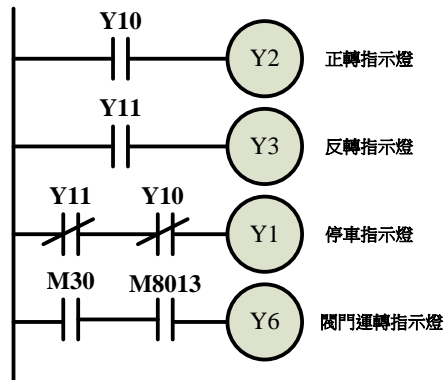 Y10
Y2 正轉指示燈
Y11
Y3 反轉指示燈
Y11 Y10
Y1 停車指示燈
M30 M8013
Y6 閥門運轉指示燈